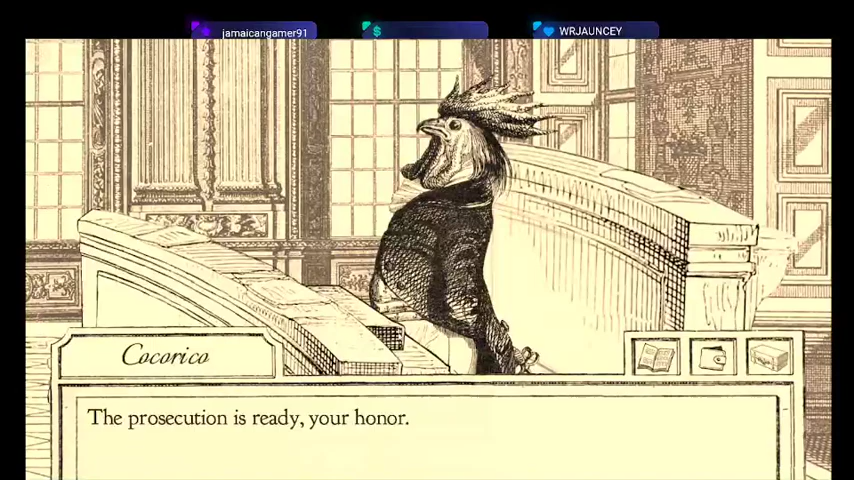 jamaicangamer91
$
WRJAUNCEY
Cocorico
The prosecution is ready, your honor.